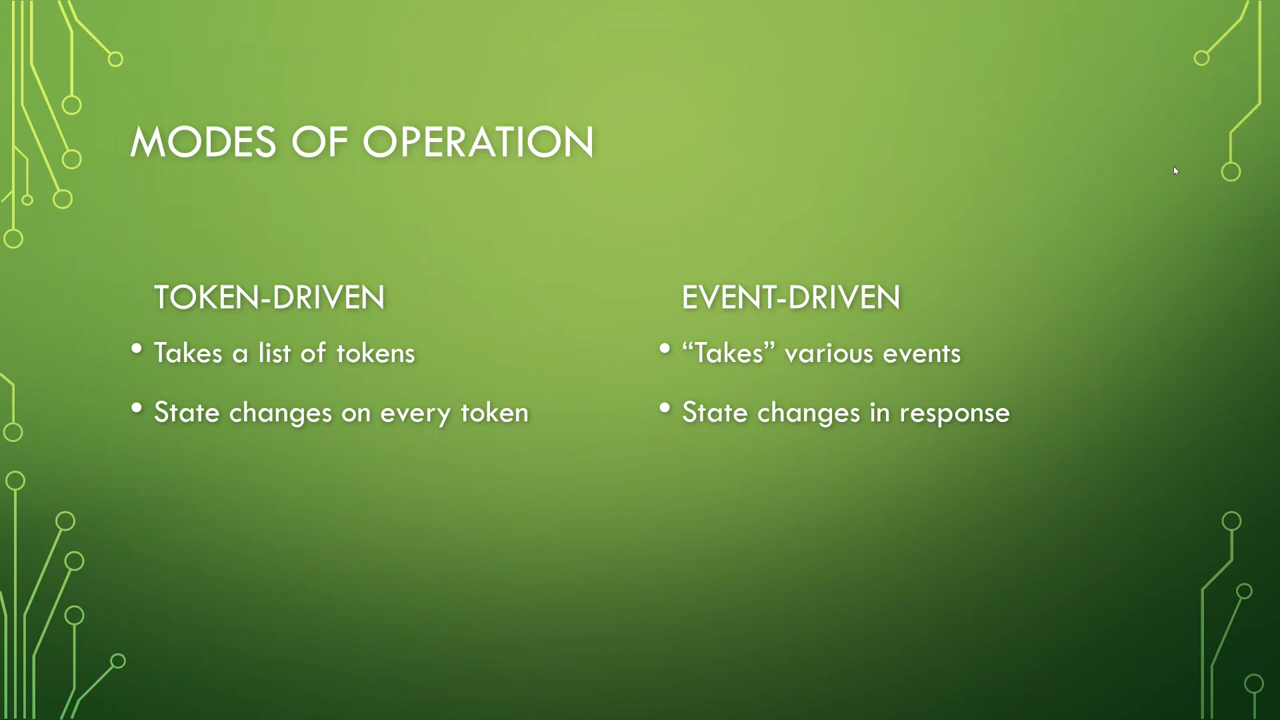 MODES OF OPERATION
TOKEN-DRIVEN
• Takes a list of tokens
• State changes on every token
EVENT-DRIVEN
• “Takes” various events
• State changes in response